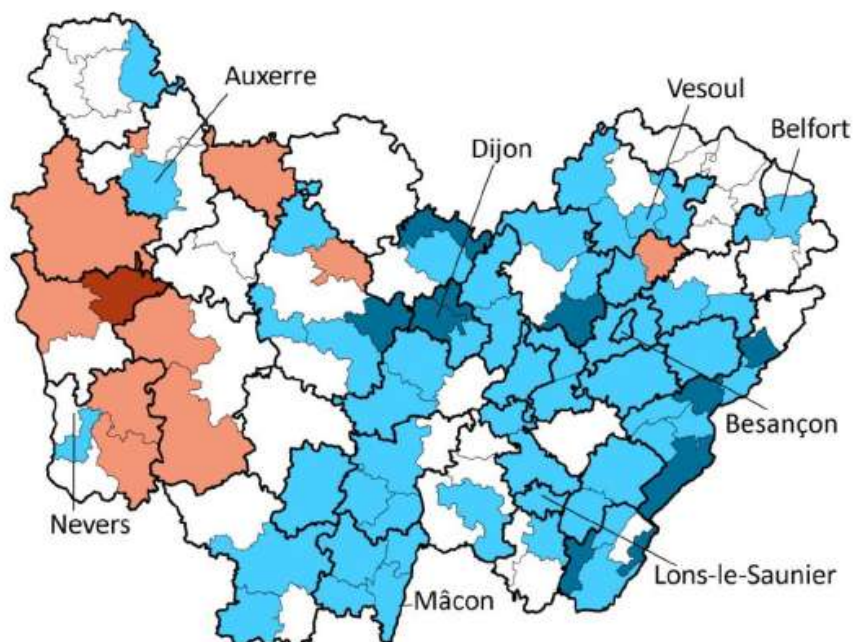 Auxerre
Vesoul
Belfort
Dijon
Besançon
Nevers
Lons-le-Saunier
Mâcon